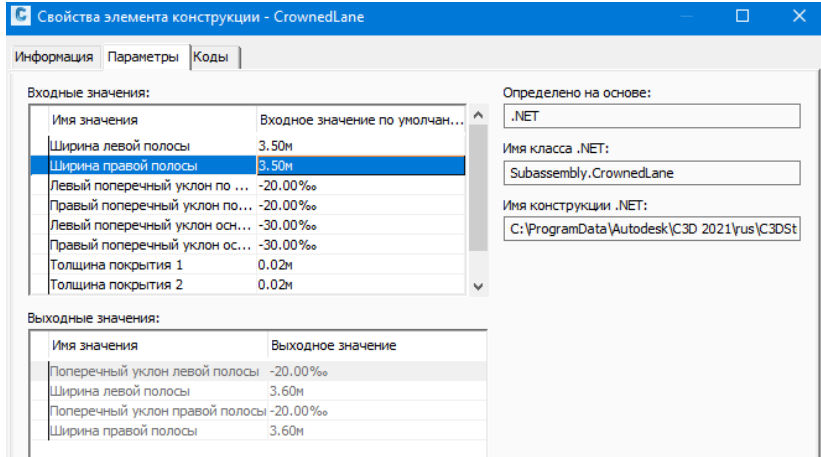 C Свойства элемента конструкции - CrownedLane
Информация Параметры Коды
Входные значения:
Имя значения Входное значение по умолчан...
Ширина левой полосы 3.50м
Ширина правой полосы 3.50м
Левый поперечный уклон по ... -20.00‰
Правый поперечный уклон по... -20.00‰
Левый поперечный уклон осн... -30.00‰
Правый поперечный уклон ос... -30.00‰
Толщина покрытия 1 0.02м
Толщина покрытия 2 0.02м
Определено на основе:
.NET
Имя класса .NET:
Subassembly.CrownedLane
Имя конструкции .NET:
C:\ProgramData\Autodesk\C3D 2021\rus\C3DSt
Выходные значения:
Имя значения Выходное значение
Поперечный уклон левой полосы -20.00‰
Ширина левой полосы 3.60м
Поперечный уклон правой полосы -20.00‰
Ширина правой полосы 3.60м